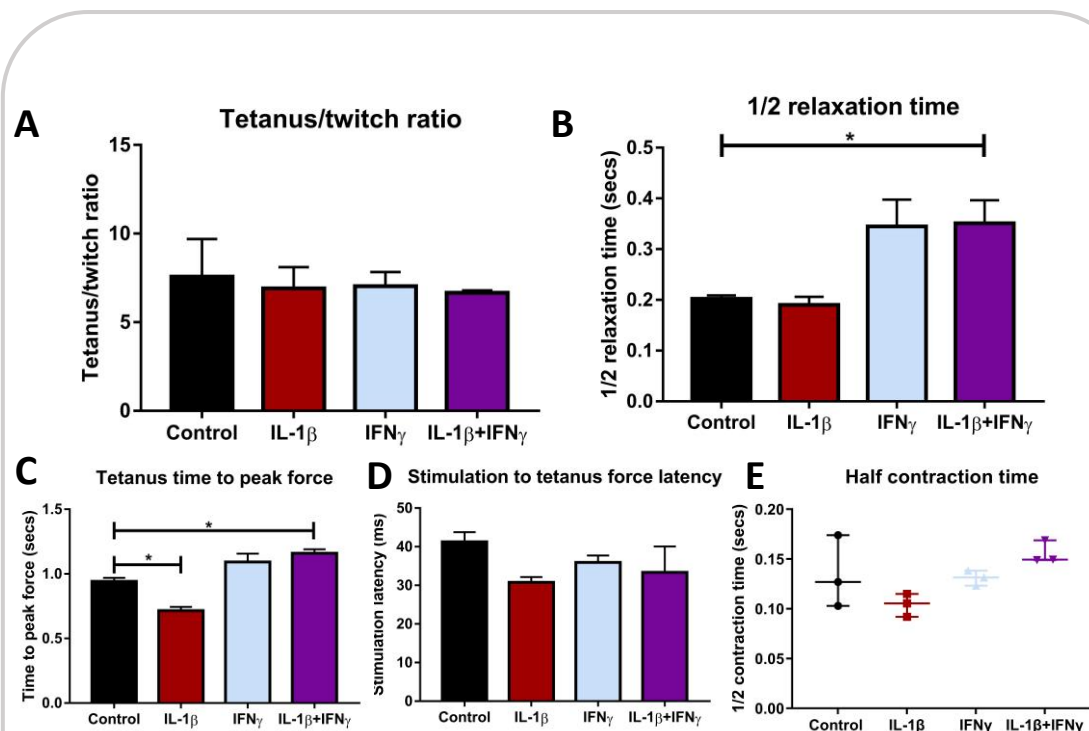 A
Tetanus/twitch ratio
Tetanus/twitch ratio
15
10
5
0
Control IL-1β IFNγ IL-1β+IFNγ
B
1/2 relaxation time
*
1/2 relaxation time (secs)
0.5
0.4
0.3
0.2
0.1
0.0
Control IL-1β IFNγ IL-1β+IFNγ
C
Tetanus time to peak force
*
*
Time to peak force (secs)
1.5
1.0
0.5
0.0
Control IL-1β IFNγ IL-1β+IFNγ
D
Stimulation to tetanus force latency
Stimulation latency (ms)
50
40
30
20
10
0
Control IL-1β IFNγ IL-1β+IFNγ
E
Half contraction time
1/2 contraction time (secs)
0.20
0.15
0.10
0.05
0.00
Control IL-1β IFNγ IL-1β+IFNγ